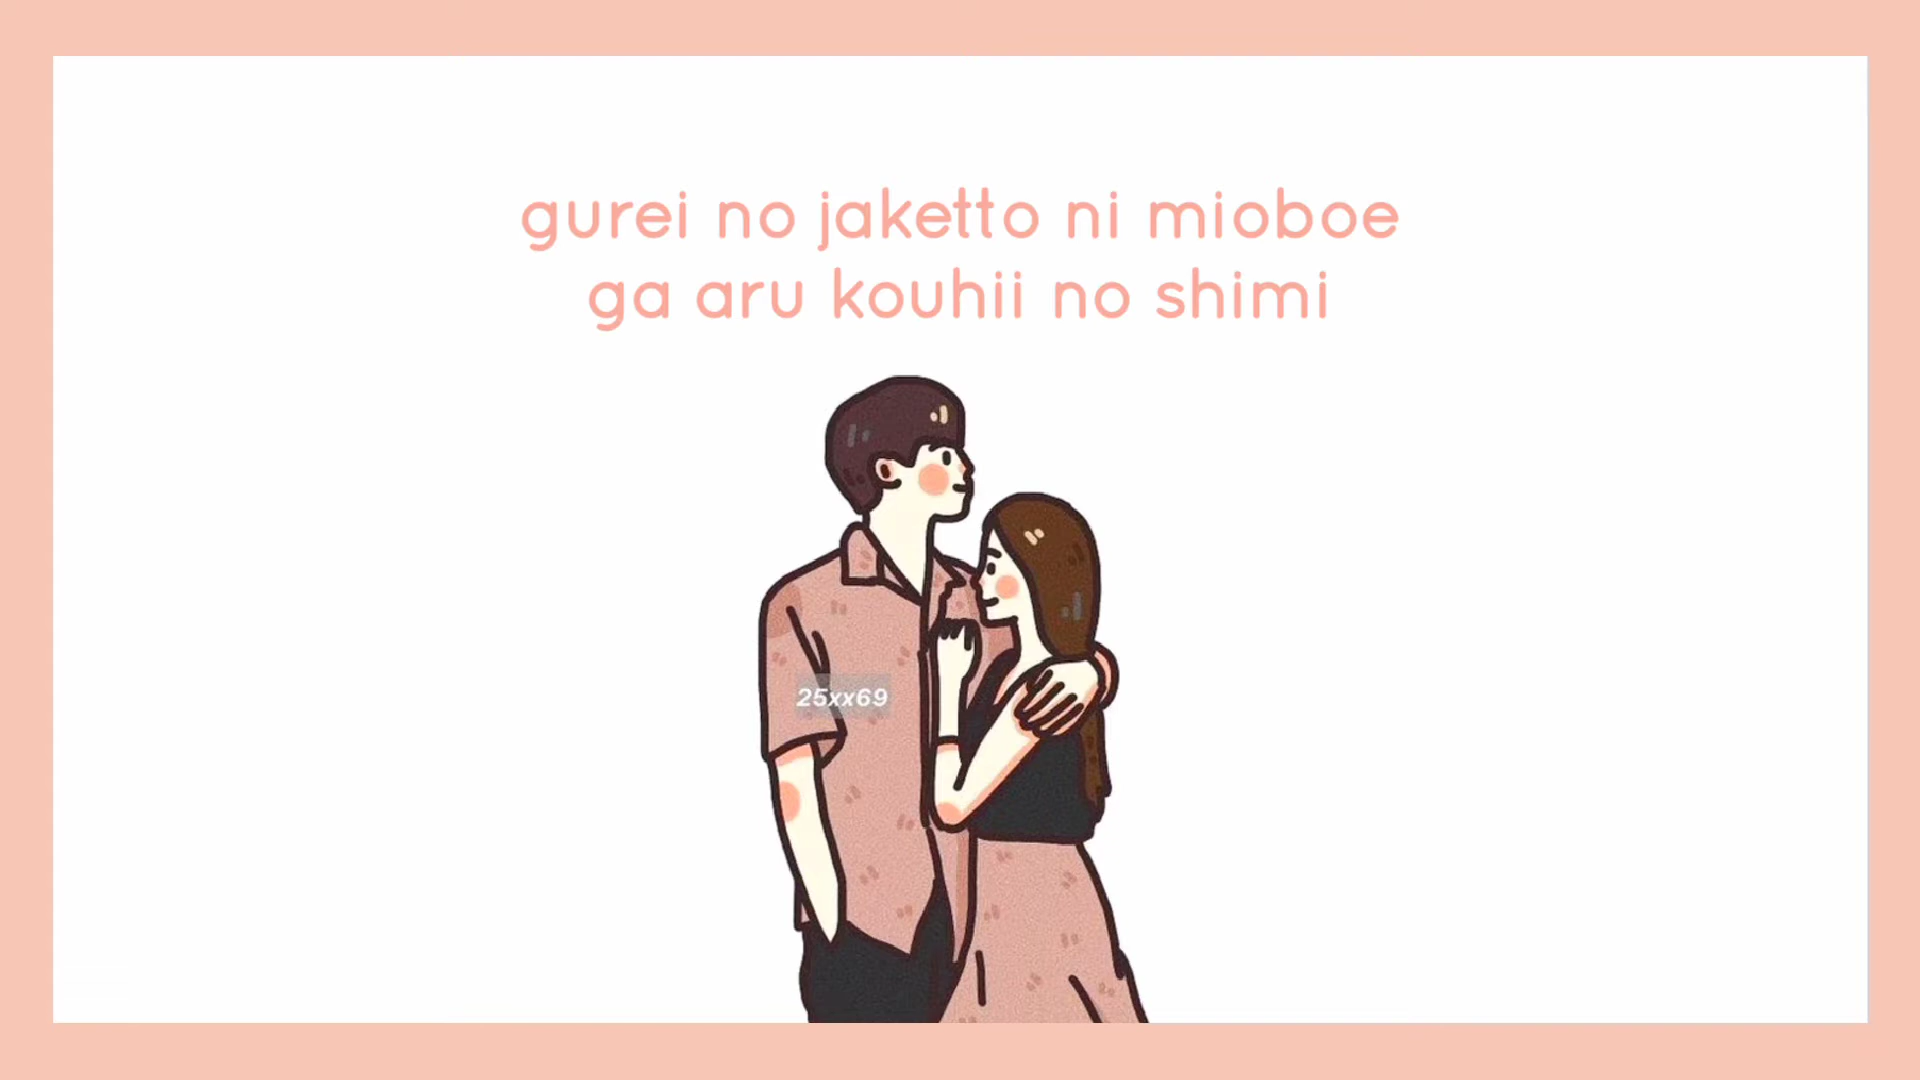 gurei no jaketto ni mioboe
ga aru kouhii no shimi
25xx69